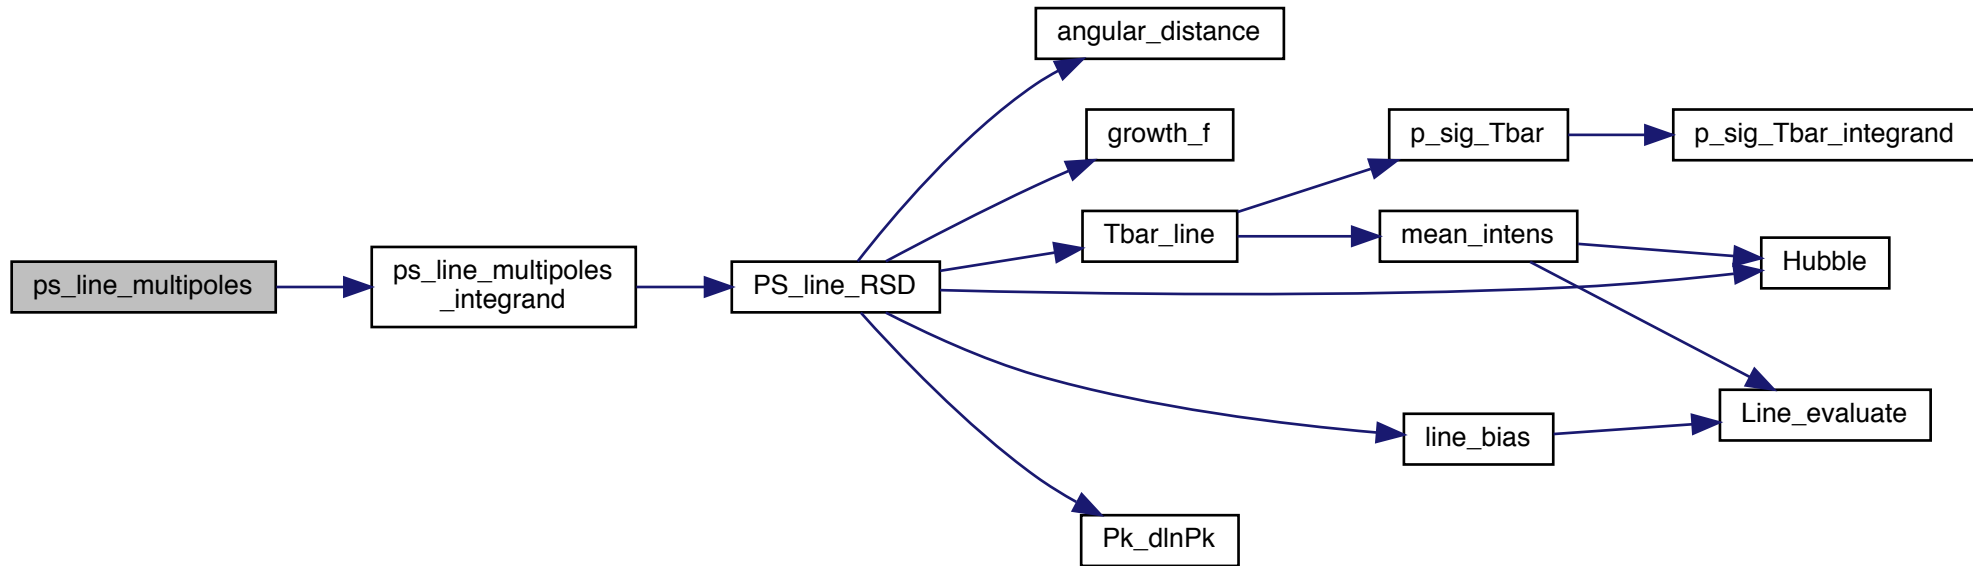 angular_distance
growth_f
p_sig_Tbar
p_sig_Tbar_integrand
Tbar_line
mean_intens
Hubble
ps_line_multipoles
ps_line_multipoles
_integrand
PS_line_RSD
Line_evaluate
line_bias
Pk_dlnPk